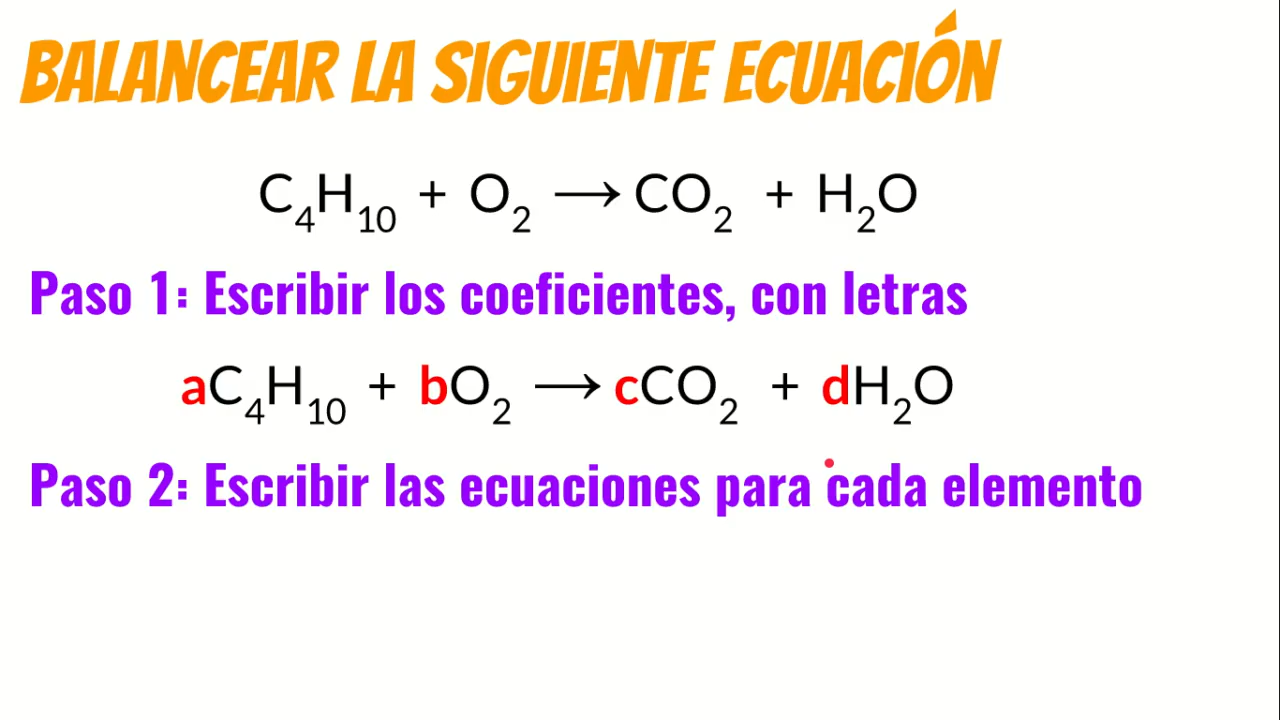 BALANCEAR LA SIGUIENTE ECUACIÓN
C₄H₁₀ + O₂ ⟶ CO₂ + H₂O
Paso 1: Escribir los coeficientes, con letras
aC₄H₁₀ + bO₂ ⟶ cCO₂ + dH₂O
Paso 2: Escribir las ecuaciones para cada elemento